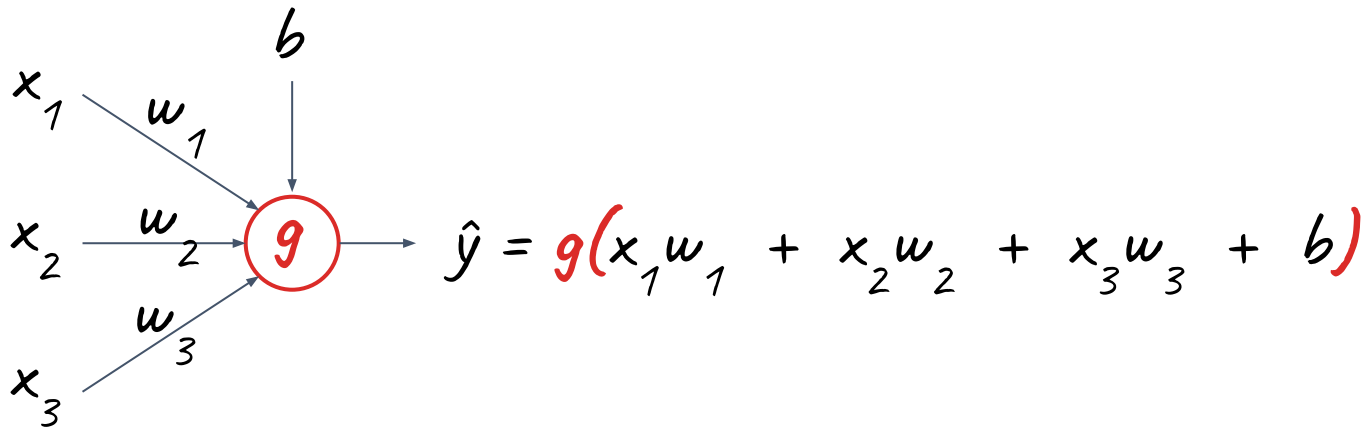 b
x₁
w₁
x₂
w₂
g
ŷ = g(x₁w₁ + x₂w₂ + x₃w₃ + b)
w₃
x₃